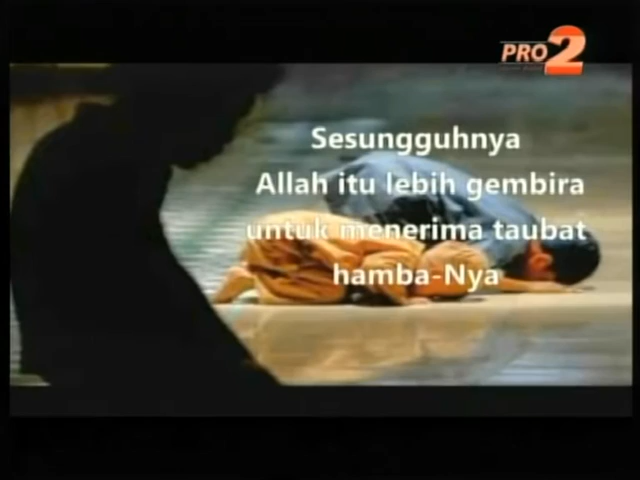 PRO2
Sesungguhnya
Allah itu lebih gembira
untuk menerima taubat
hamba-Nya